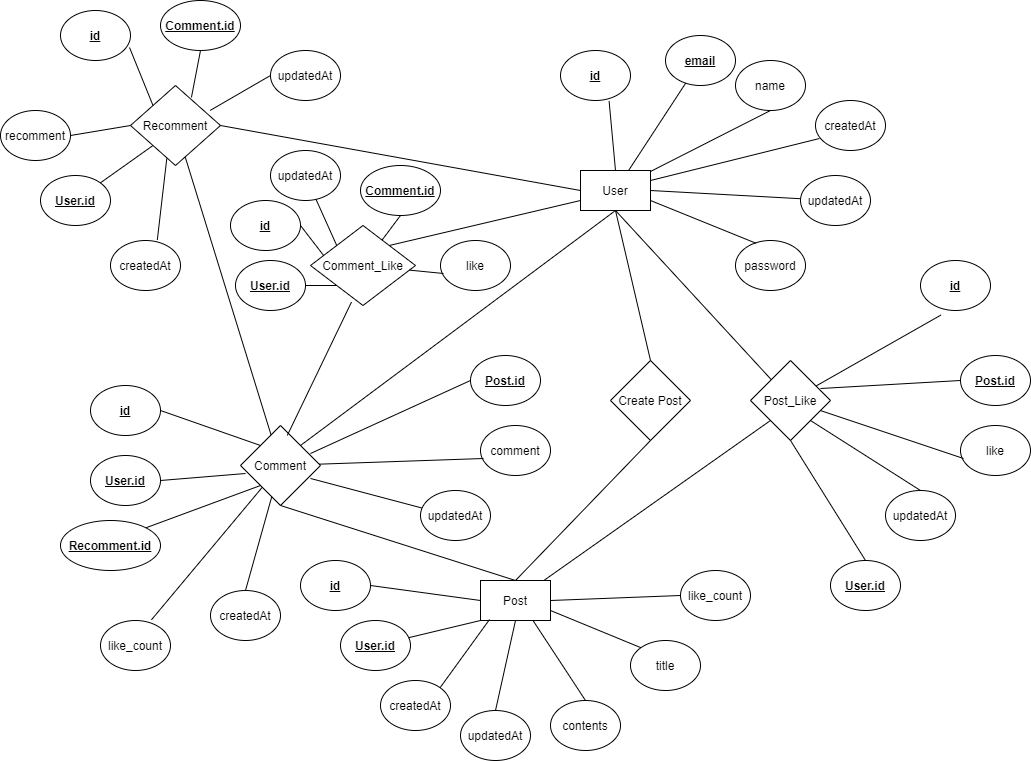 id
Comment.id
updatedAt
Recomment
recomment
User.id
createdAt
id
email
name
createdAt
User
updatedAt
password
updatedAt
Comment.id
id
Comment_Like
like
User.id
id
Post.id
Create Post
Post_Like
like
updatedAt
User.id
id
Post.id
comment
Comment
User.id
updatedAt
Recomment.id
createdAt
like_count
id
Post
like_count
User.id
title
createdAt
contents
updatedAt